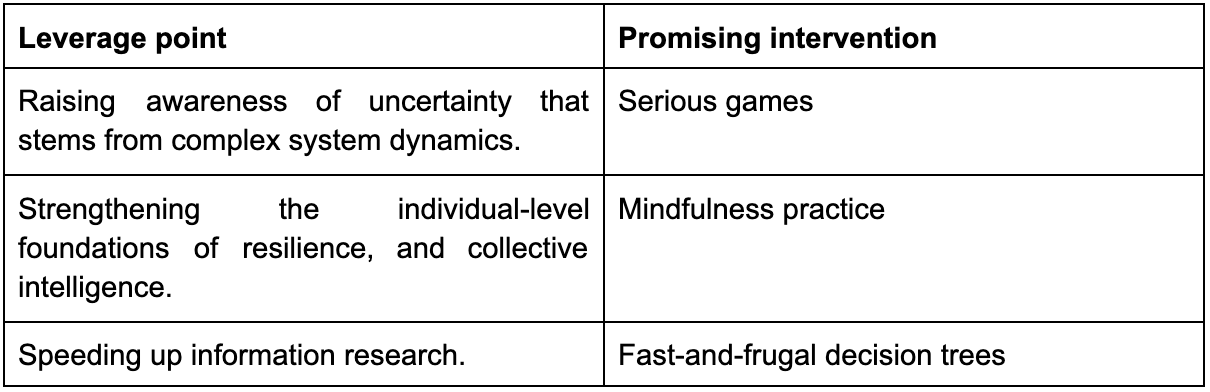 Leverage point
Promising intervention
Raising awareness of uncertainty that
stems from complex system dynamics.
Serious games
Strengthening the individual-level
foundations of resilience, and collective
intelligence.
Mindfulness practice
Speeding up information research.
Fast-and-frugal decision trees